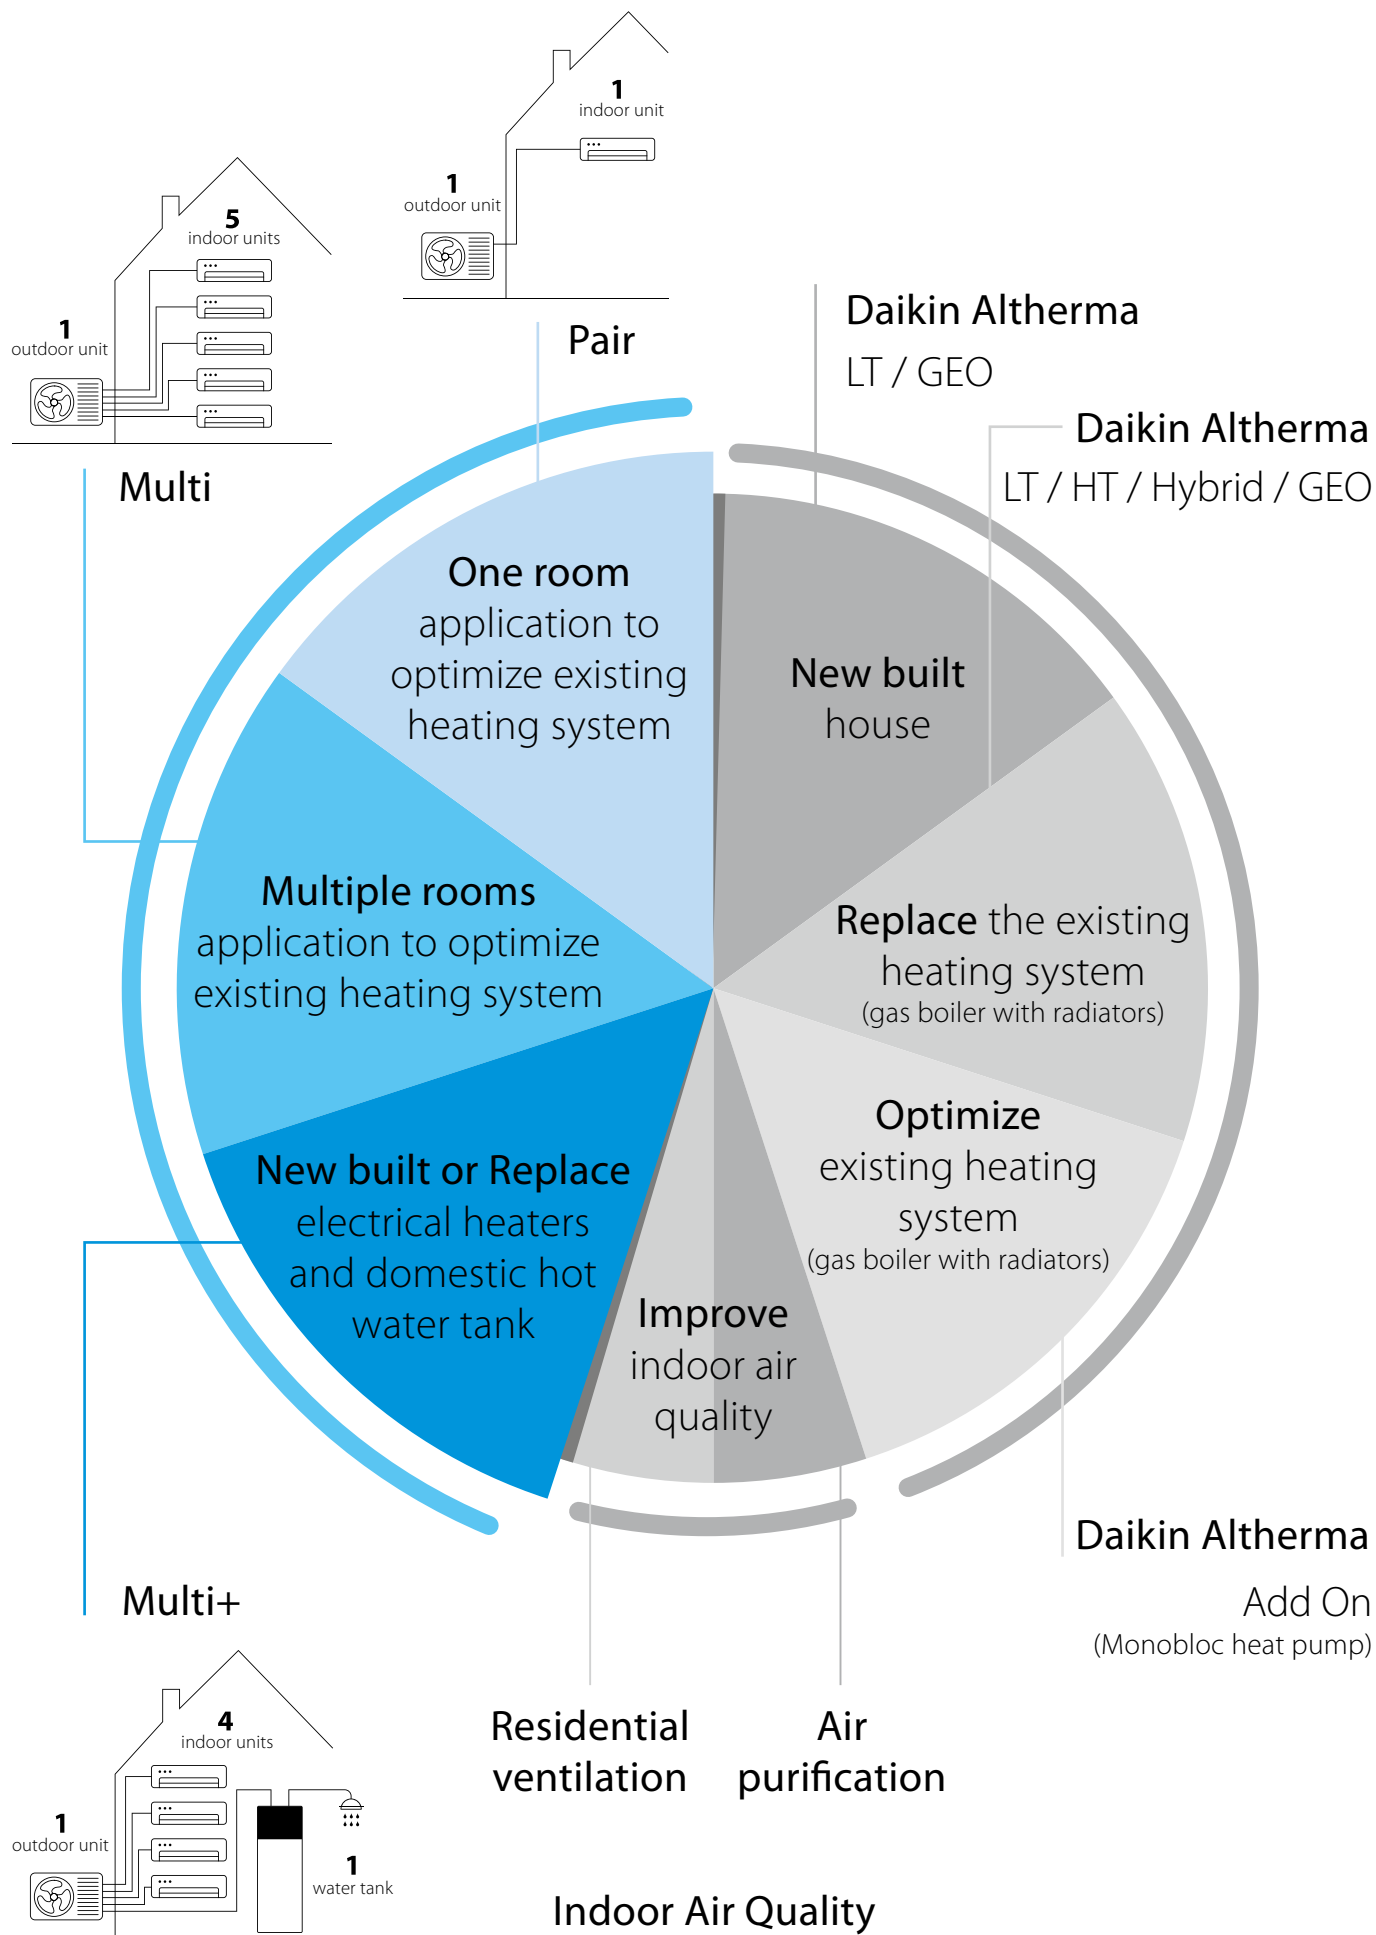 1
indoor unit
1
outdoor unit
Pair
5
indoor units
1
outdoor unit
Multi
Daikin Altherma
LT / GEO
Daikin Altherma
LT / HT / Hybrid / GEO
One room
application to
optimize existing
heating system
New built
house
Multiple rooms
application to optimize
existing heating system
Replace the existing
heating system
(gas boiler with radiators)
Optimize
existing heating
system
(gas boiler with radiators)
New built or Replace
electrical heaters
and domestic hot
water tank
Improve
indoor air
quality
Daikin Altherma
Add On
(Monobloc heat pump)
Multi+
4
indoor units
1
outdoor unit
1
water tank
Residential
ventilation
Air
purification
Indoor Air Quality